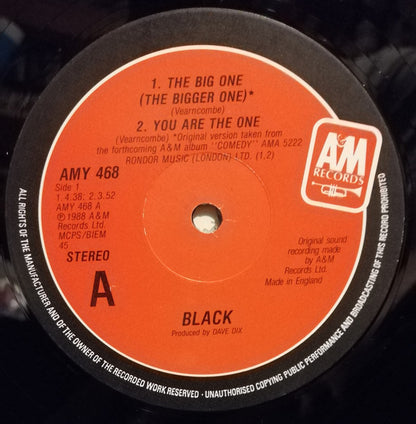 1. THE BIG ONE
(THE BIGGER ONE)*
(Vearncombe)
2. YOU ARE THE ONE
(Vearncombe) *Original version taken from
the forthcoming A&M album "COMEDY" AMA 5222
RONDOR MUSIC (LONDON) LTD. (1,2)
AMY 468
Side 1
1. 4.38; 2.3.52
AMY 468 A
℗ 1988 A&M
Records Ltd.
MCPS/BIEM
45
STEREO
A
A&M
RECORDS
®
Original sound
recording made
by A&M
Records Ltd.
Made in England
BLACK
Produced by DAVE DIX
ALL RIGHTS OF THE MANUFACTURER AND OF THE OWNER OF THE RECORDED WORK RESERVED · UNAUTHORISED COPYING PUBLIC PERFORMANCE AND BROADCASTING OF THIS RECORD PROHIBITED